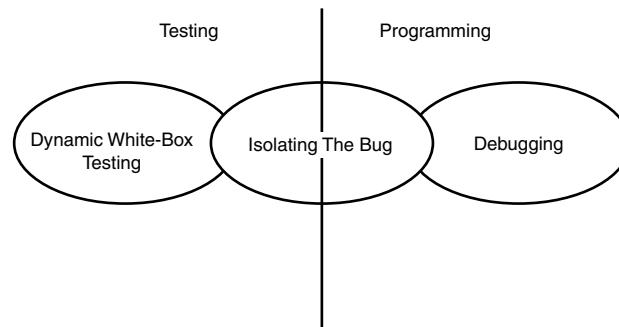 Testing
Programming
Dynamic White-Box
Testing
Isolating The Bug
Debugging